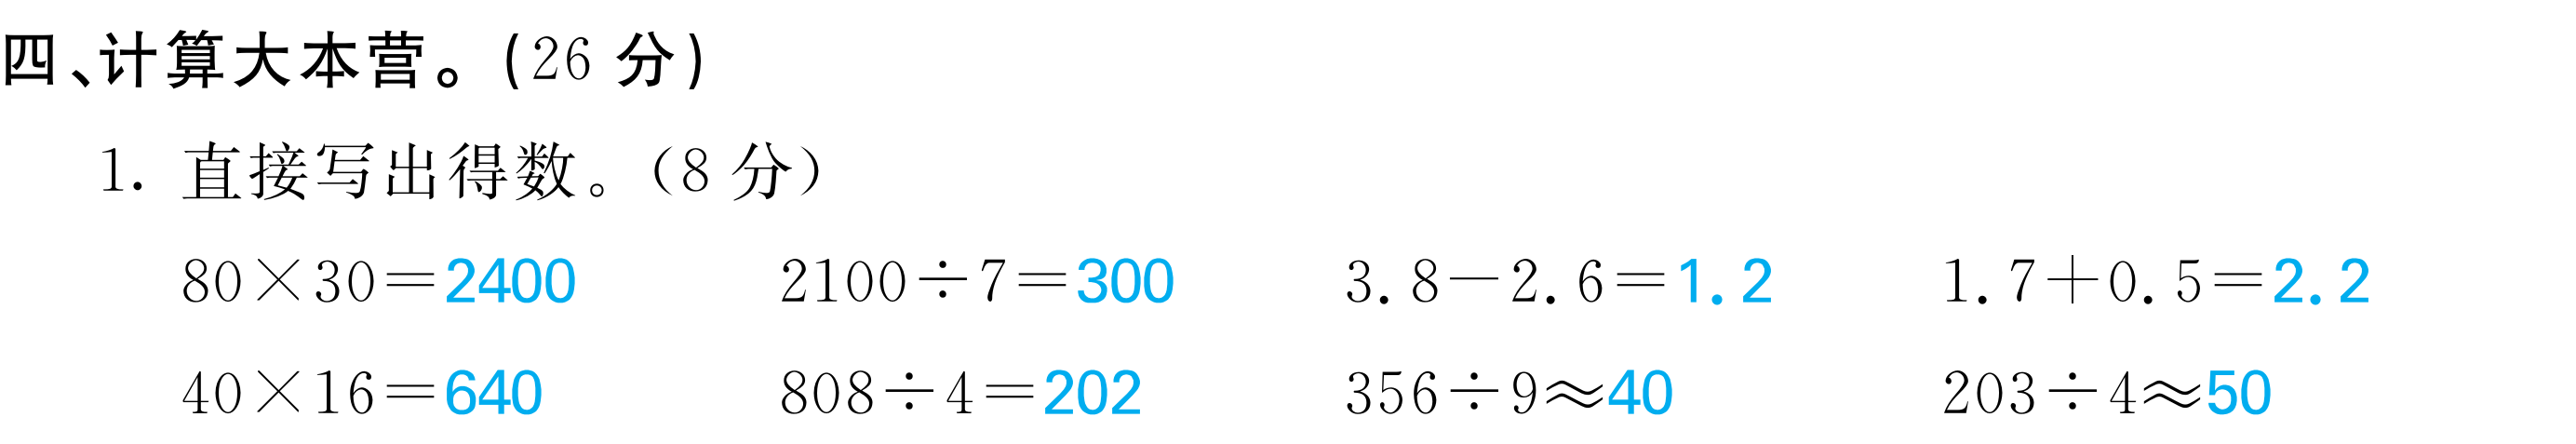 四、计算大本营。(26 分)
1. 直接写出得数。(8 分)
80×30=2400 2100÷7=300 3.8－2.6=1.2 1.7＋0.5=2.2
40×16=640 808÷4=202 356÷9≈40 203÷4≈50